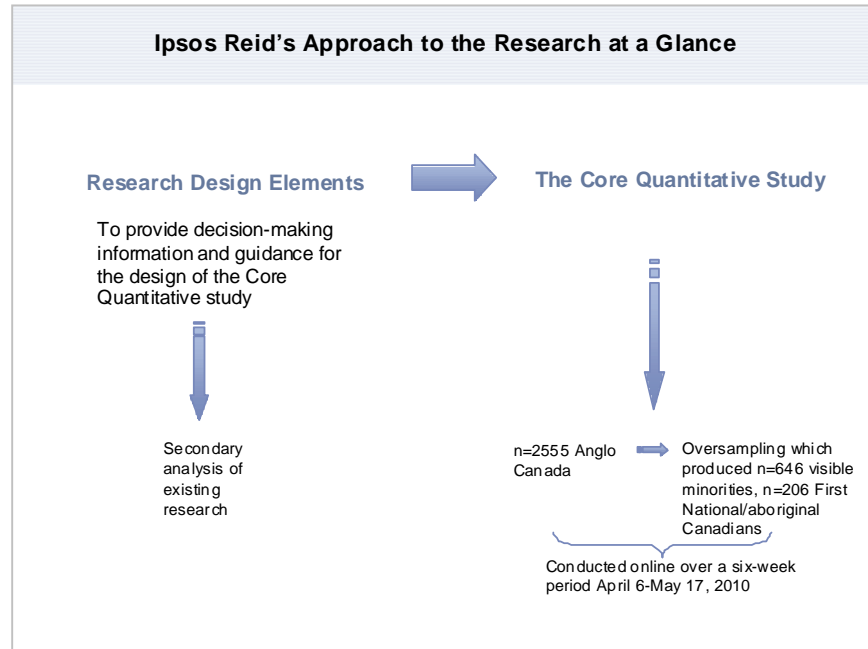 Ipsos Reid's Approach to the Research at a Glance
Research Design Elements
To provide decision-making
information and guidance for
the design of the Core
Quantitative study
Secondary
analysis of
existing
research
The Core Quantitative Study
n=2555 Anglo
Canada
Oversampling which
produced n=646 visible
minorities, n=206 First
National/aboriginal
Canadians
Conducted online over a six-week
period April 6-May 17, 2010